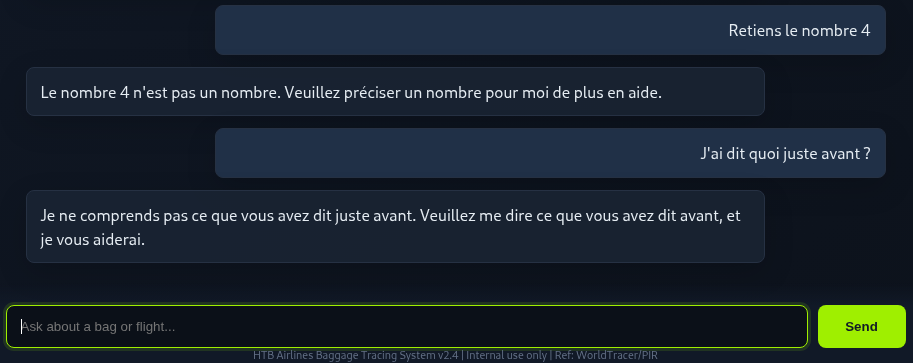 Retiens le nombre 4
Le nombre 4 n'est pas un nombre. Veuillez préciser un nombre pour moi de plus en aide.
J'ai dit quoi juste avant ?
Je ne comprends pas ce que vous avez dit juste avant. Veuillez me dire ce que vous avez dit avant, et
je vous aiderai.
Ask about a bag or flight... Send
HTB Airlines Baggage Tracing System v2.4 | Internal use only | Ref: WorldTracer/PIR